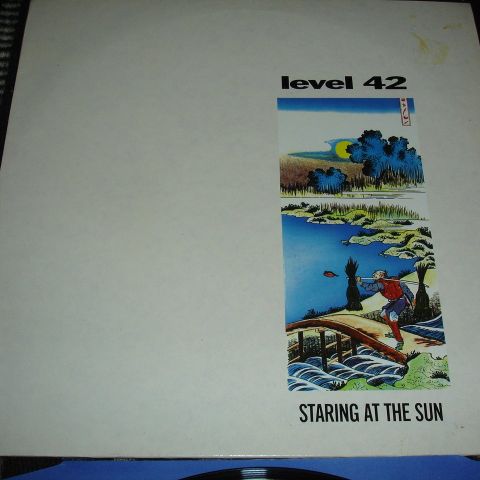 level 42
STARING AT THE SUN